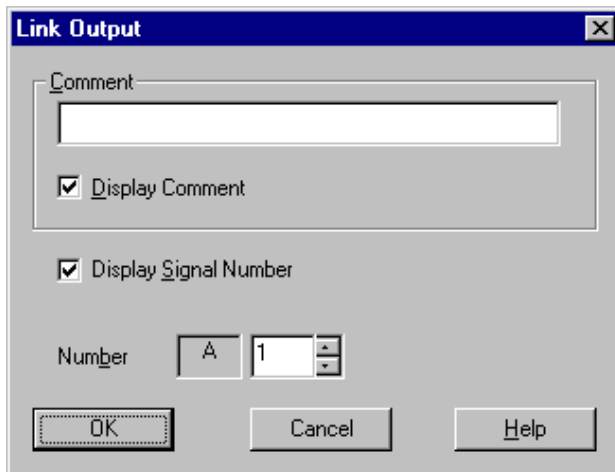 Link Output
Comment
Display Comment
Display Signal Number
Number A 1
OK Cancel Help